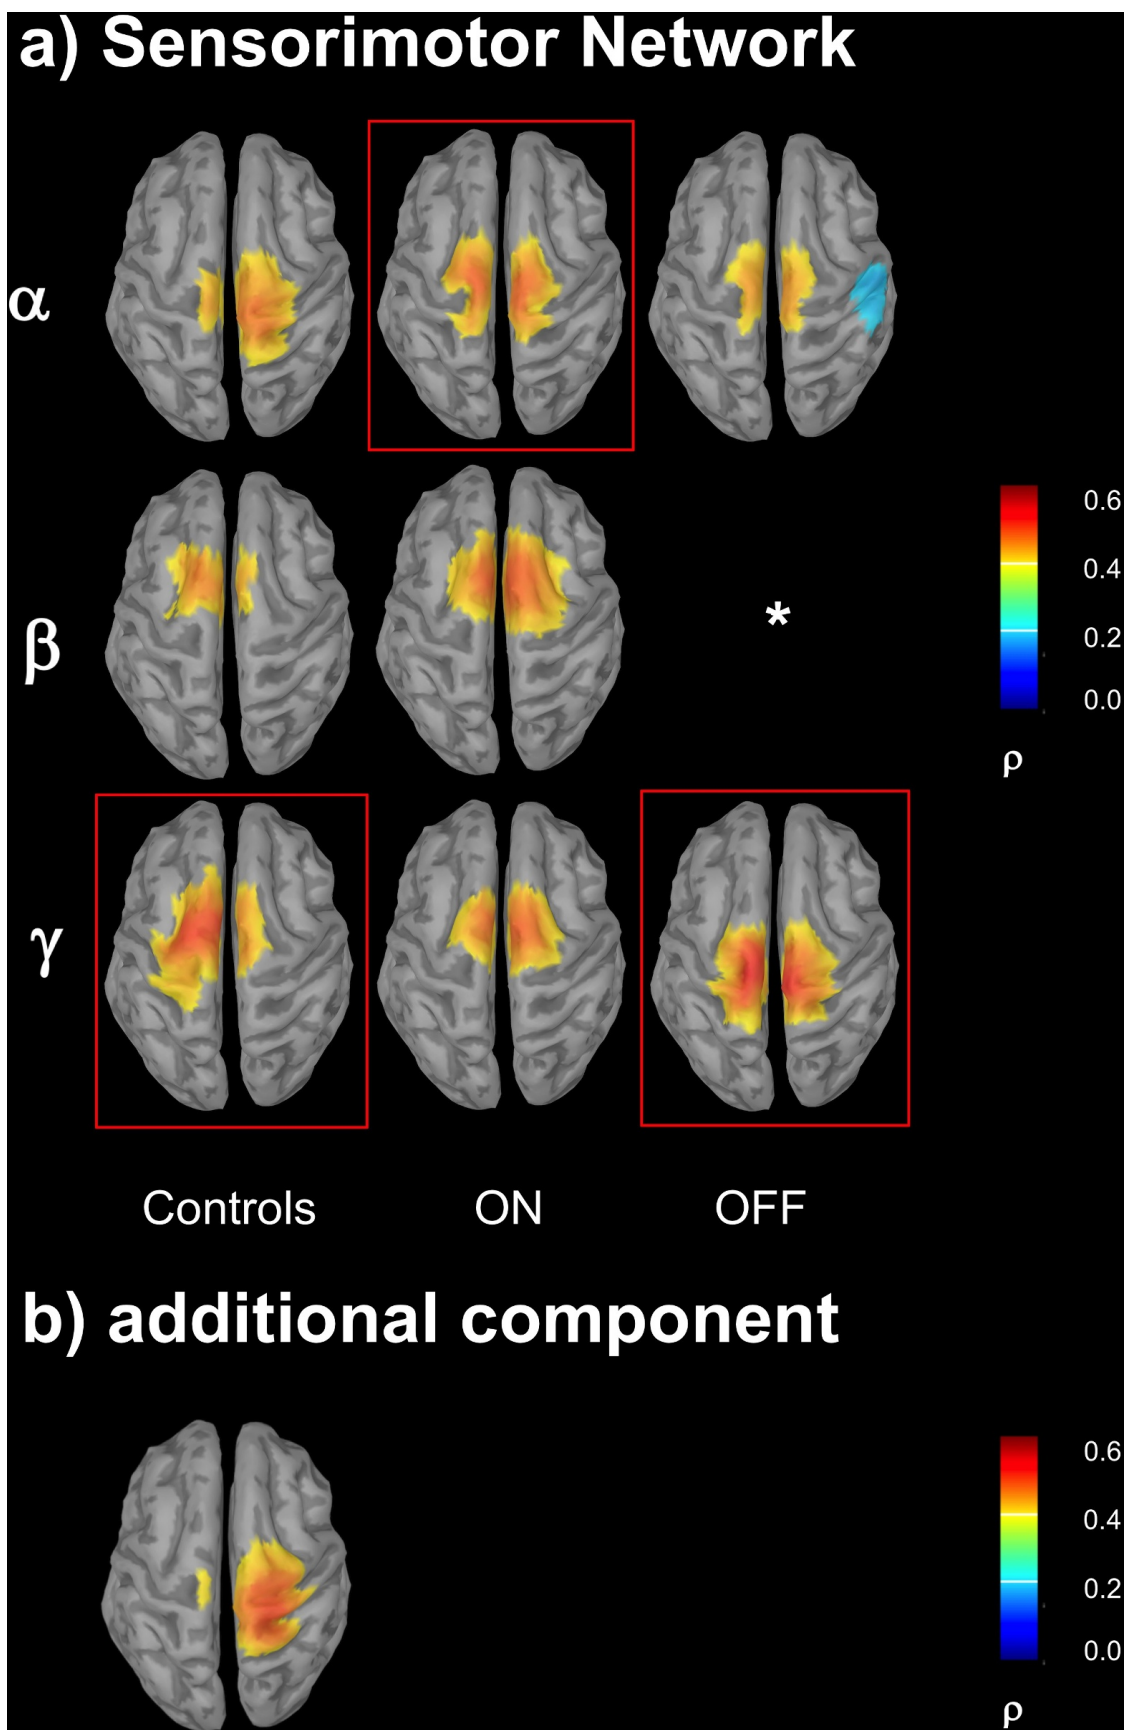 a) Sensorimotor Network
α
β
*
0.6
0.4
0.2
0.0
ρ
γ
Controls ON OFF
b) additional component
0.6
0.4
0.2
0.0
ρ